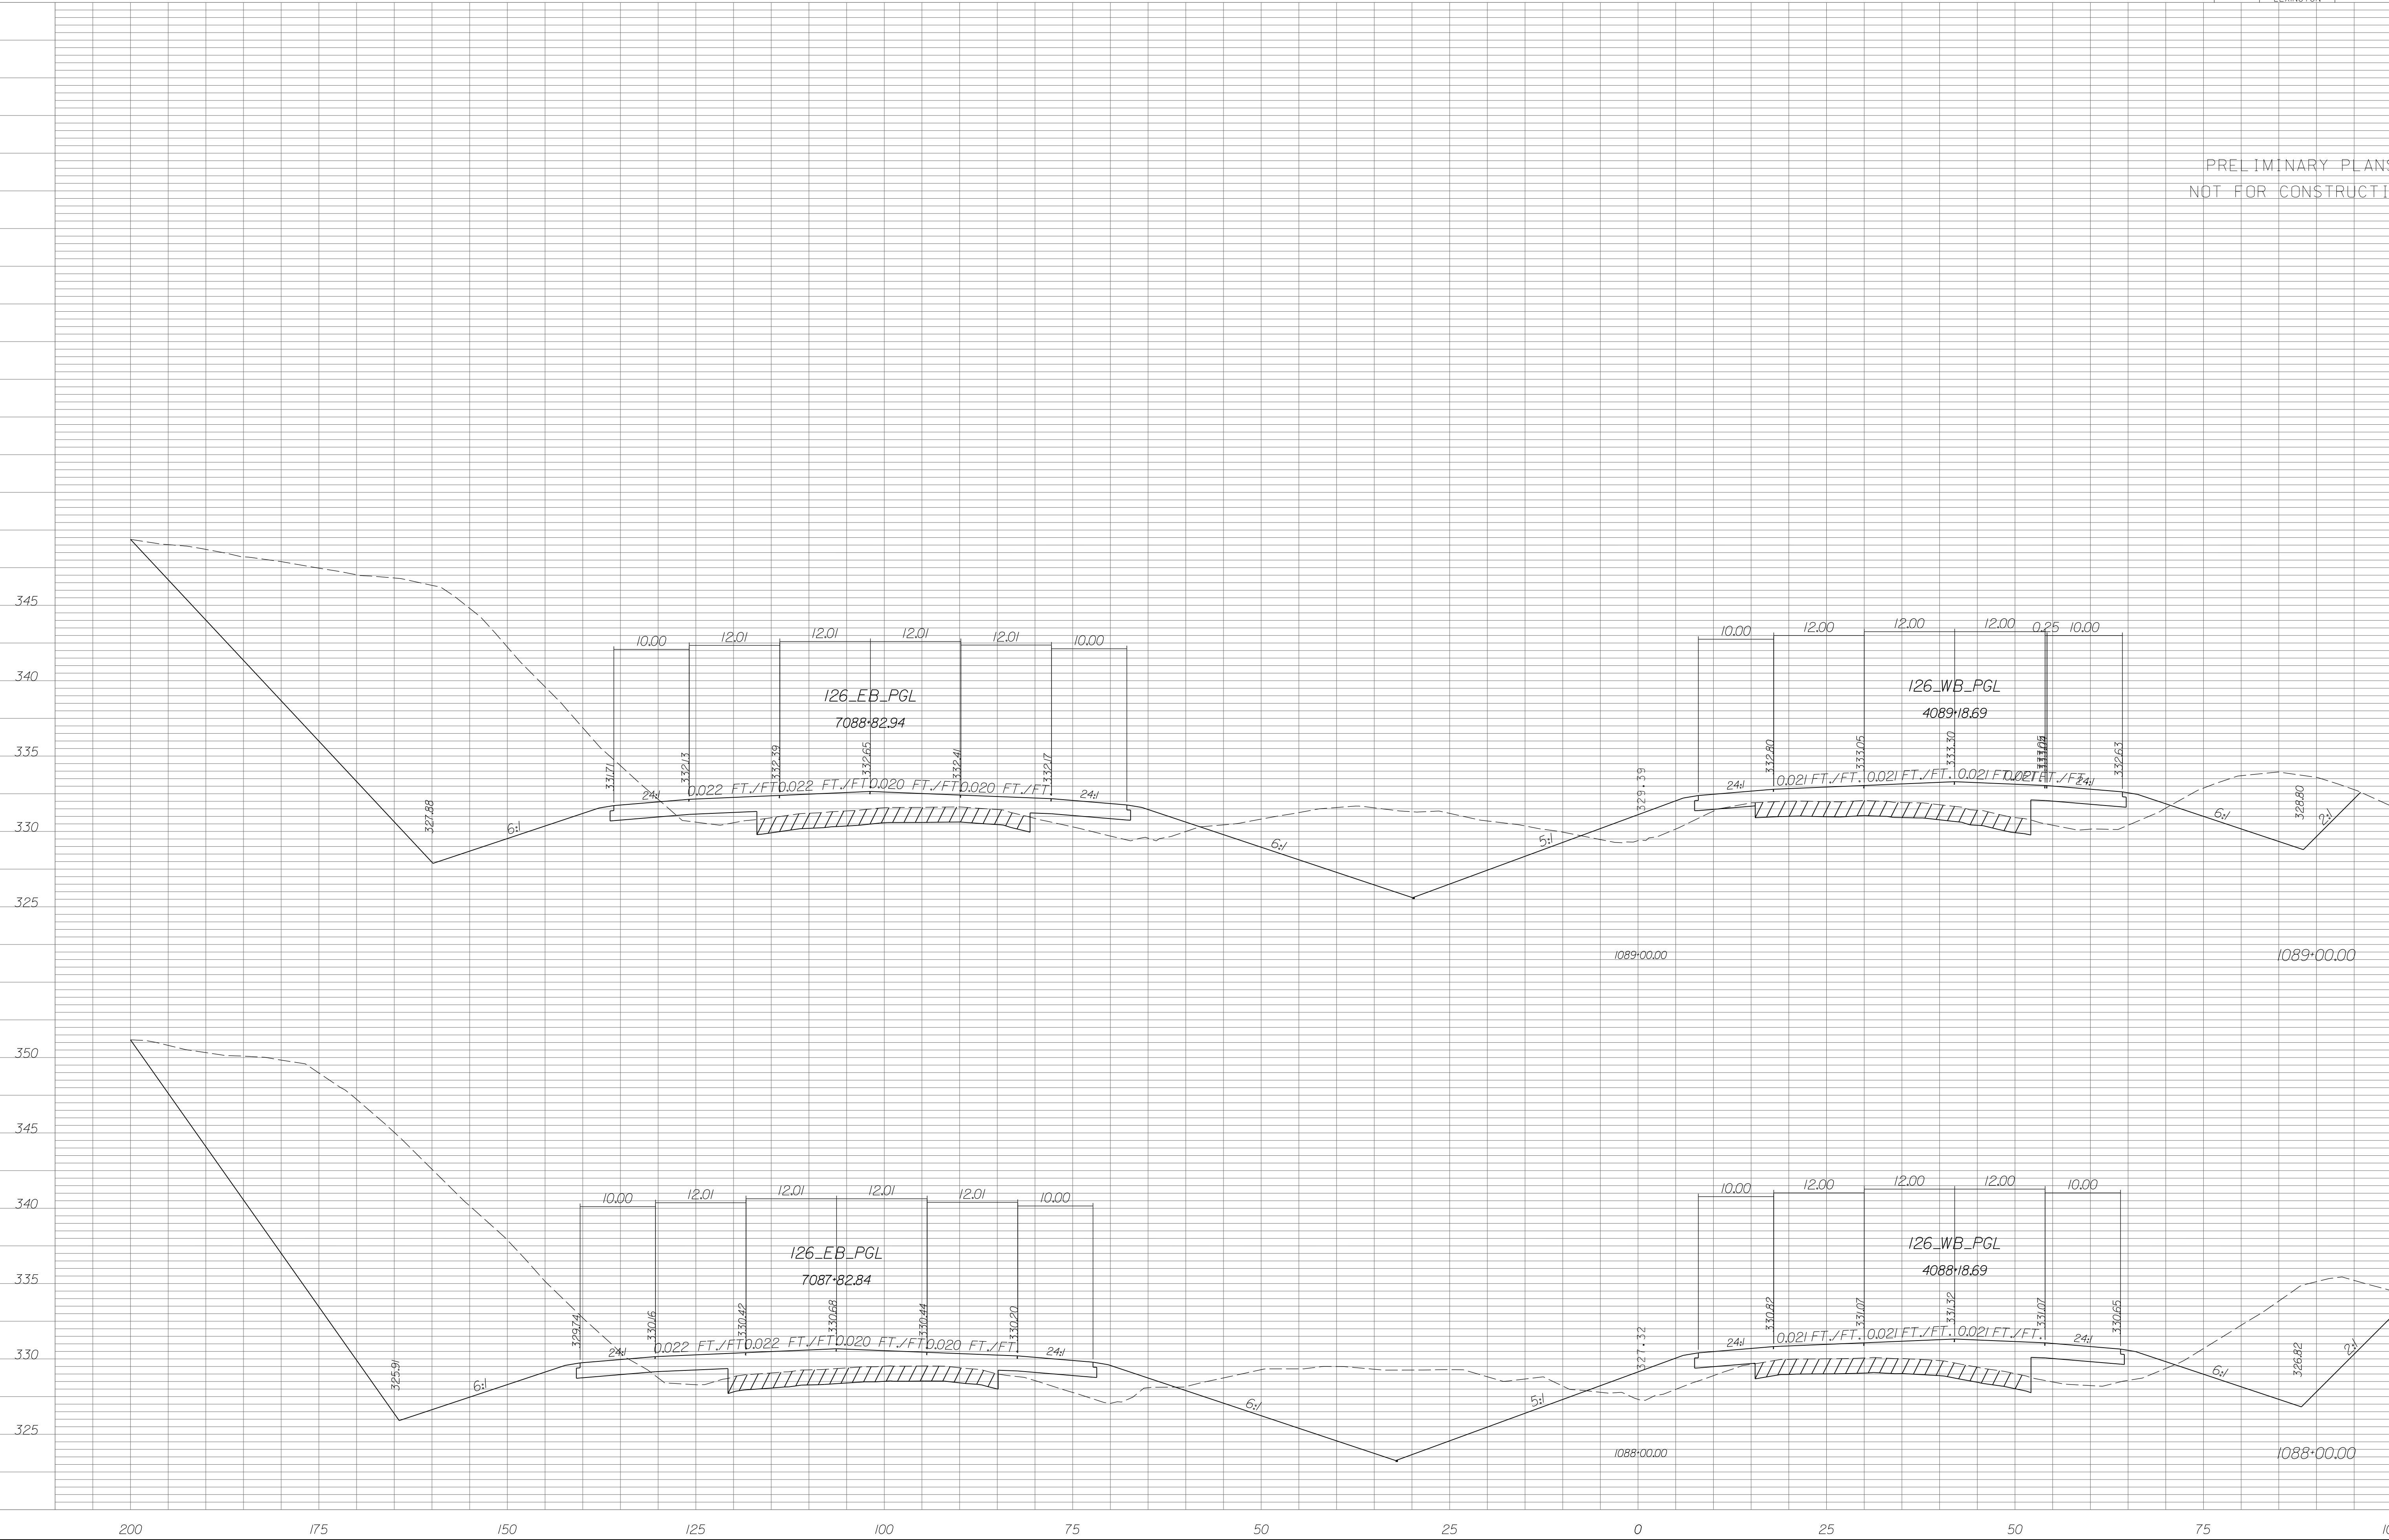 PRELIMINARY PLANS
NOT FOR CONSTRUCTI
345
340
335
330
325
10.00 12.01 12.01 12.01 12.01 10.00
126_EB_PGL
7088+82.94
331.71 332.13 332.39 332.65 332.41 332.17
327.88 6:1 24:1 0.022 FT./FT 0.022 FT./FT 0.020 FT./FT 0.020 FT./FT. 24:1 6:1
10.00 12.00 12.00 12.00 0.25 10.00
126_WB_PGL
4089+18.69
329.39 332.80 333.05 333.30 333.05 332.63
5:1 24:1 0.021 FT./FT. 0.021 FT./FT. 0.021 FT./FT. 24:1 6:1 328.80 2:1
1089+00.00 1089+00.00
350
345
340
335
330
325
10.00 12.01 12.01 12.01 12.01 10.00
126_EB_PGL
7087+82.84
329.74 330.16 330.42 330.68 330.44 330.20
325.91 6:1 24:1 0.022 FT./FT 0.022 FT./FT 0.020 FT./FT 0.020 FT./FT. 24:1 6:1
10.00 12.00 12.00 12.00 10.00
126_WB_PGL
4088+18.69
327.32 330.82 331.07 331.32 331.07 330.65
5:1 24:1 0.021 FT./FT. 0.021 FT./FT. 0.021 FT./FT. 24:1 6:1 326.82 2:1
1088+00.00 1088+00.00
200 175 150 125 100 75 50 25 0 25 50 75